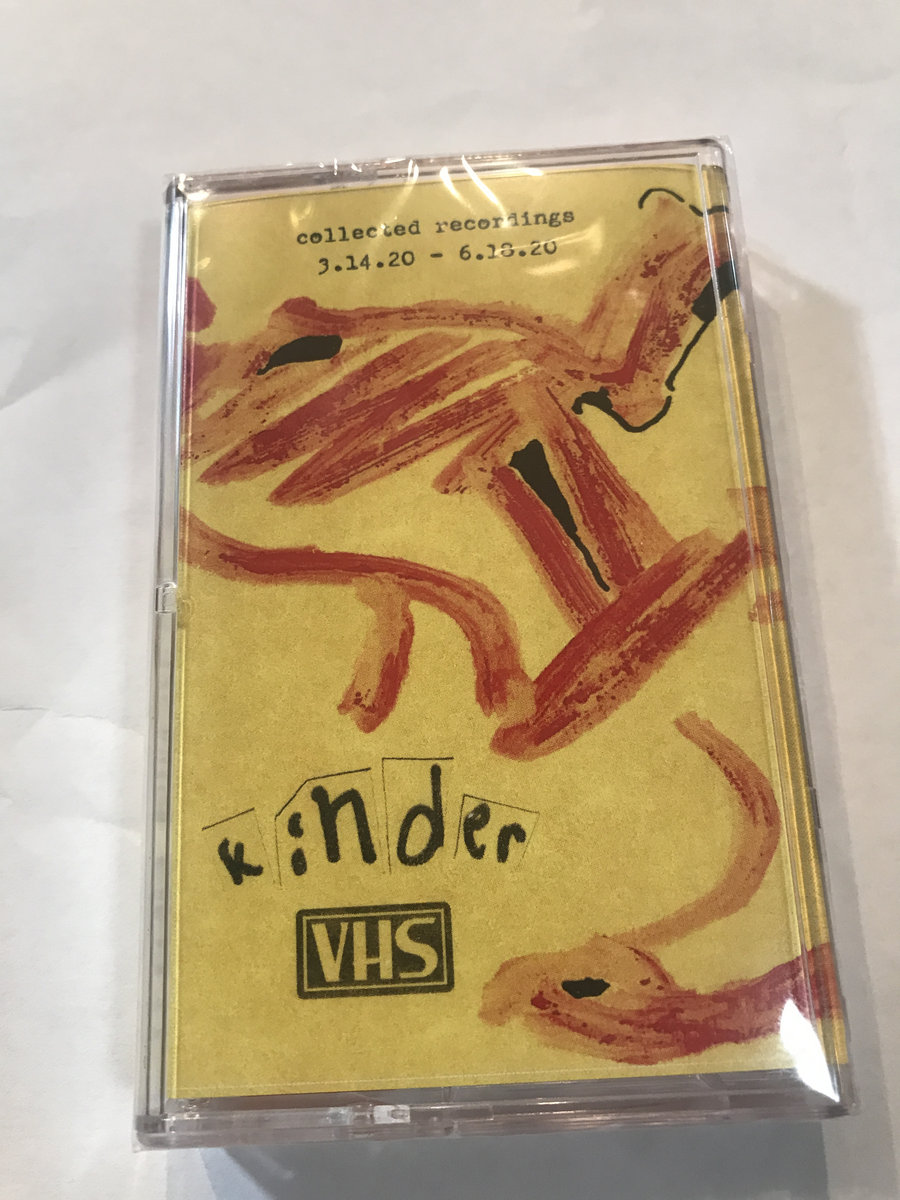 collected recordings
3.14.20 - 6.18.20
kinder
VHS